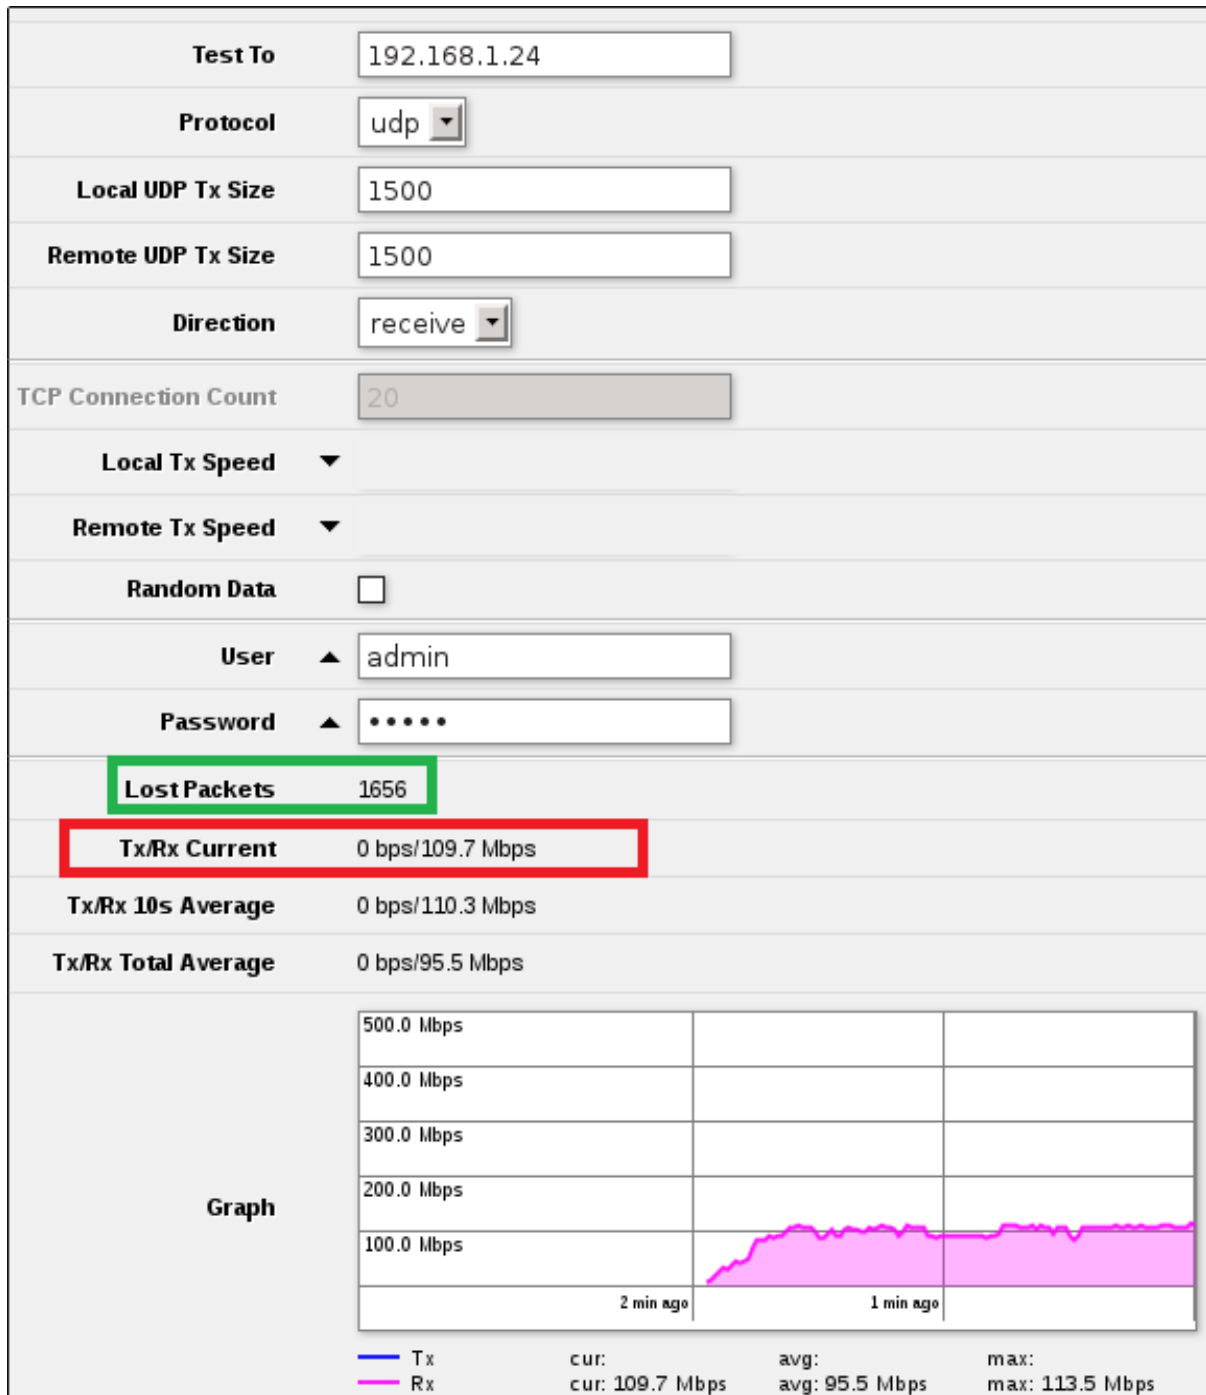 Test To 192.168.1.24
Protocol udp
Local UDP Tx Size 1500
Remote UDP Tx Size 1500
Direction receive
TCP Connection Count 20
Local Tx Speed
Remote Tx Speed
Random Data
User admin
Password •••••
Lost Packets 1656
Tx/Rx Current 0 bps/109.7 Mbps
Tx/Rx 10s Average 0 bps/110.3 Mbps
Tx/Rx Total Average 0 bps/95.5 Mbps
500.0 Mbps
400.0 Mbps
300.0 Mbps
200.0 Mbps
Graph
100.0 Mbps
2 min ago 1 min ago
Tx cur: avg: max:
Rx cur: 109.7 Mbps avg: 95.5 Mbps max: 113.5 Mbps